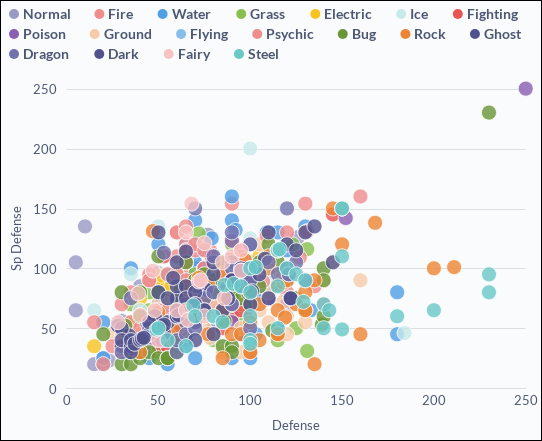 Normal Fire Water Grass Electric Ice Fighting
Poison Ground Flying Psychic Bug Rock Ghost
Dragon Dark Fairy Steel
250
200
150
100
50
0
Sp Defense
0 50 100 150 200 250
Defense